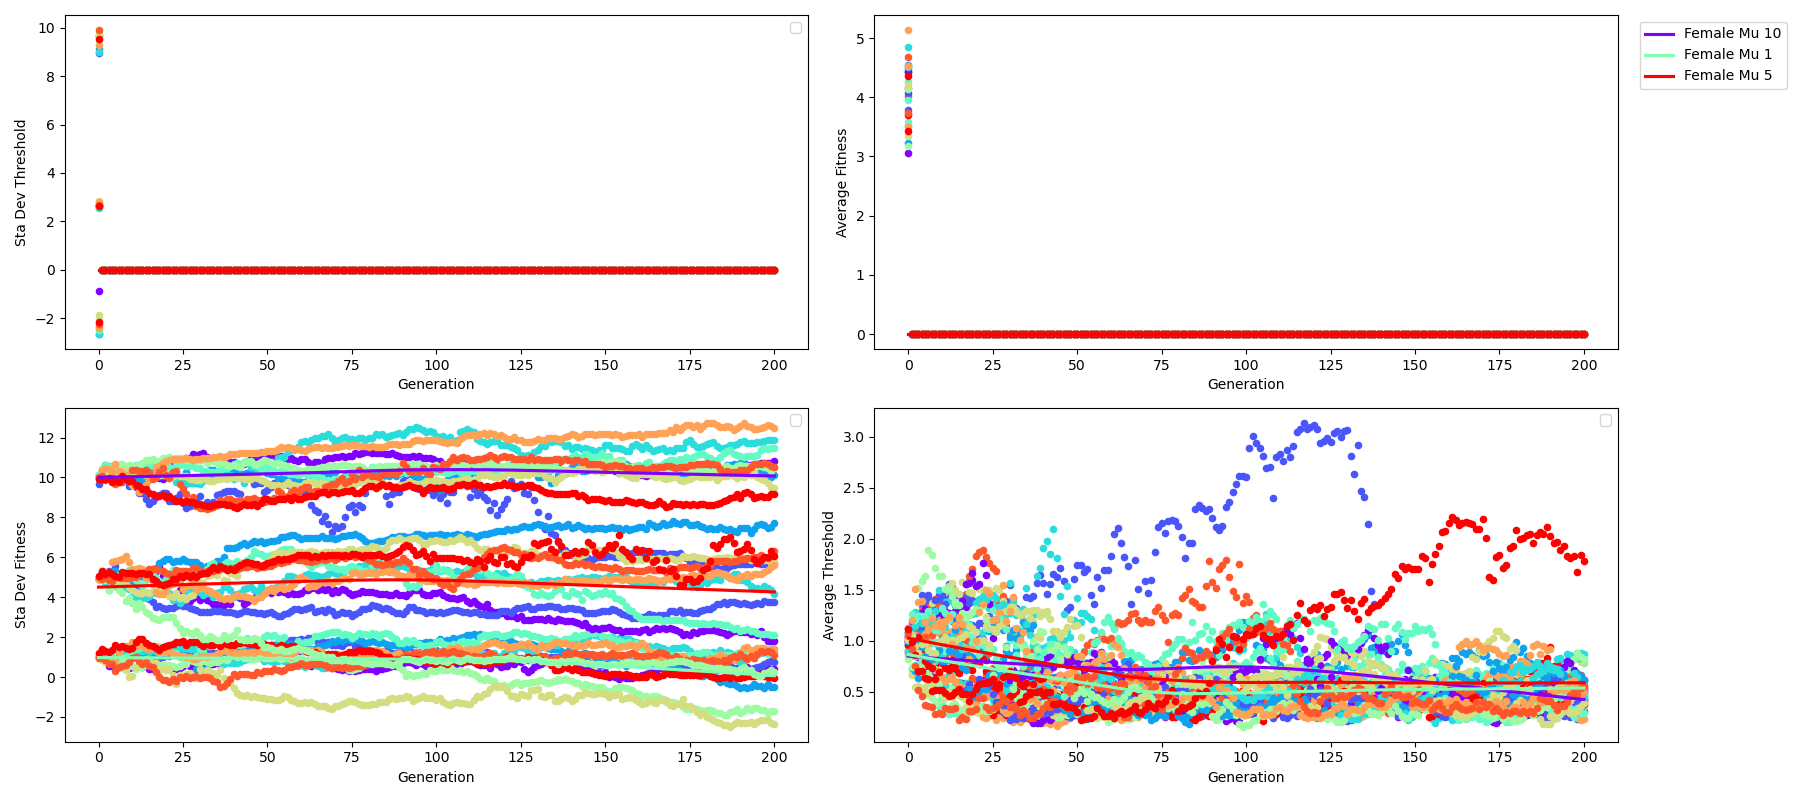 Sta Dev Threshold
10
8
6
4
2
0
−2
0 25 50 75 100 125 150 175 200
Generation
Average Fitness
5
4
3
2
1
0
0 25 50 75 100 125 150 175 200
Generation
Female Mu 10
Female Mu 1
Female Mu 5
Sta Dev Fitness
12
10
8
6
4
2
0
−2
0 25 50 75 100 125 150 175 200
Generation
Average Threshold
3.0
2.5
2.0
1.5
1.0
0.5
0 25 50 75 100 125 150 175 200
Generation